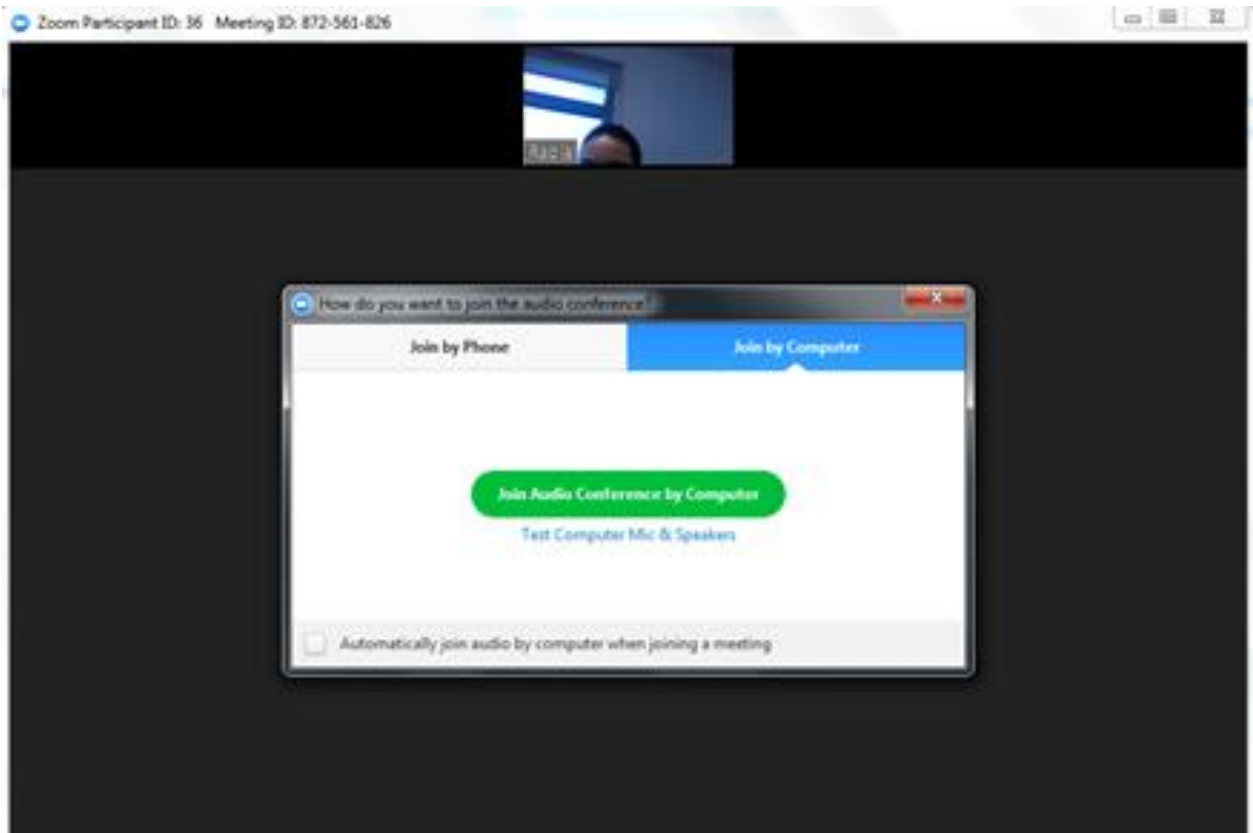 Zoom Participant ID: 36 Meeting ID: 872-561-826
How do you want to join the audio conference?
Join by Phone
Join by Computer
Join Audio Conference by Computer
Test Computer Mic & Speakers
Automatically join audio by computer when joining a meeting